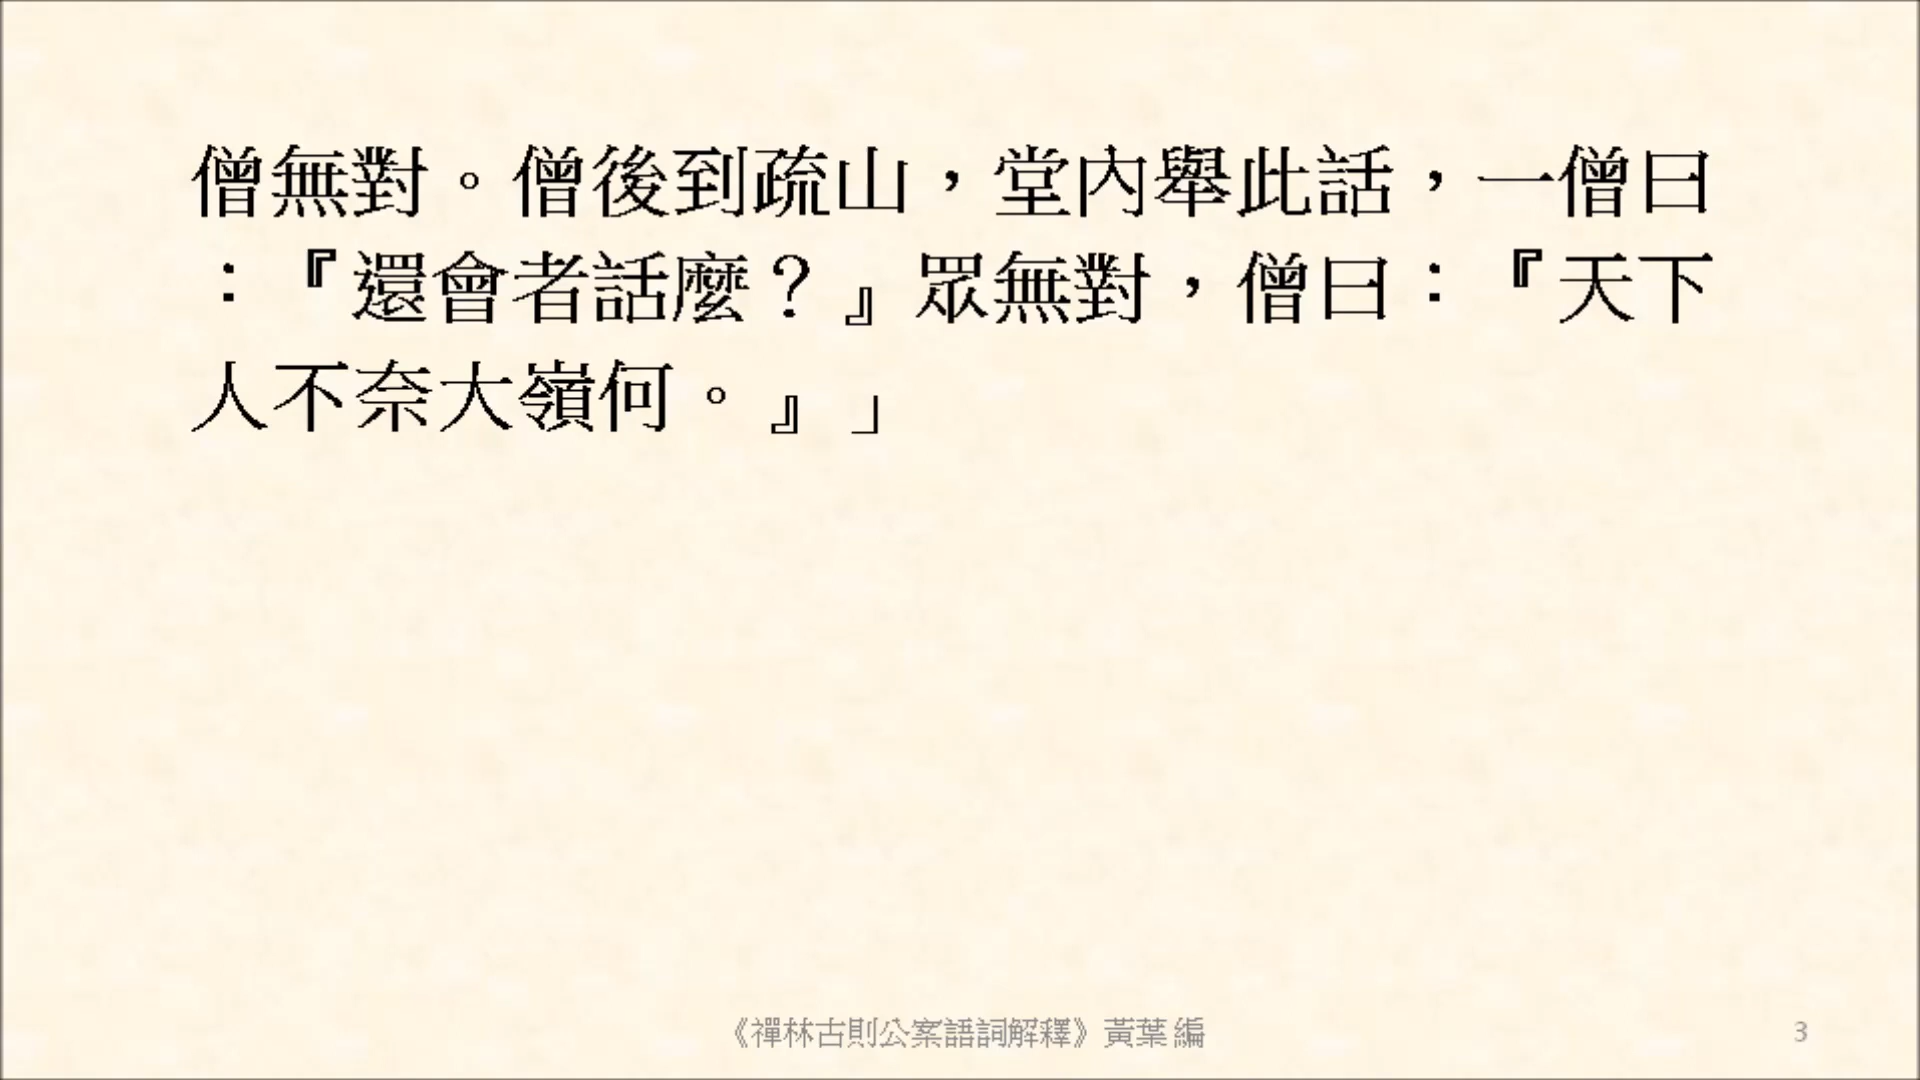 僧無對。僧後到疏山，堂內舉此話，一僧曰
：『還會者話麼？』眾無對，僧曰：『天下
人不奈大嶺何。』」
《禪林古則公案語詞解釋》黃葉 編
3